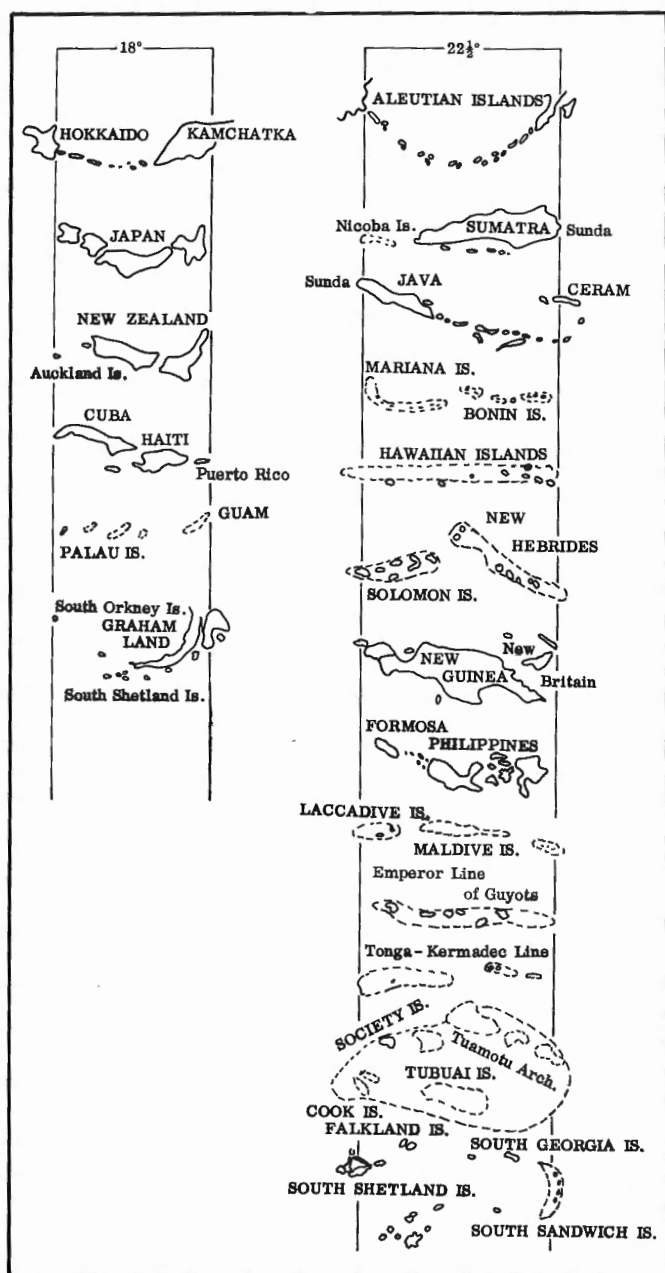 18°
HOKKAIDO
KAMCHATKA
JAPAN
NEW ZEALAND
Auckland Is.
CUBA
HAITI
Puerto Rico
GUAM
PALAU IS.
South Orkney Is.
GRAHAM
LAND
South Shetland Is.
22½°
ALEUTIAN ISLANDS
Nicoba Is.
SUMATRA
Sunda
Sunda
JAVA
CERAM
MARIANA IS.
BONIN IS.
HAWAIIAN ISLANDS
NEW
HEBRIDES
SOLOMON IS.
NEW
GUINEA
New
Britain
FORMOSA
PHILIPPINES
LACCADIVE IS.
MALDIVE IS.
Emperor Line
of Guyots
Tonga-Kermadec Line
SOCIETY IS.
Tuamotu Arch.
TUBUAI IS.
COOK IS.
FALKLAND IS.
SOUTH GEORGIA IS.
SOUTH SHETLAND IS.
SOUTH SANDWICH IS.